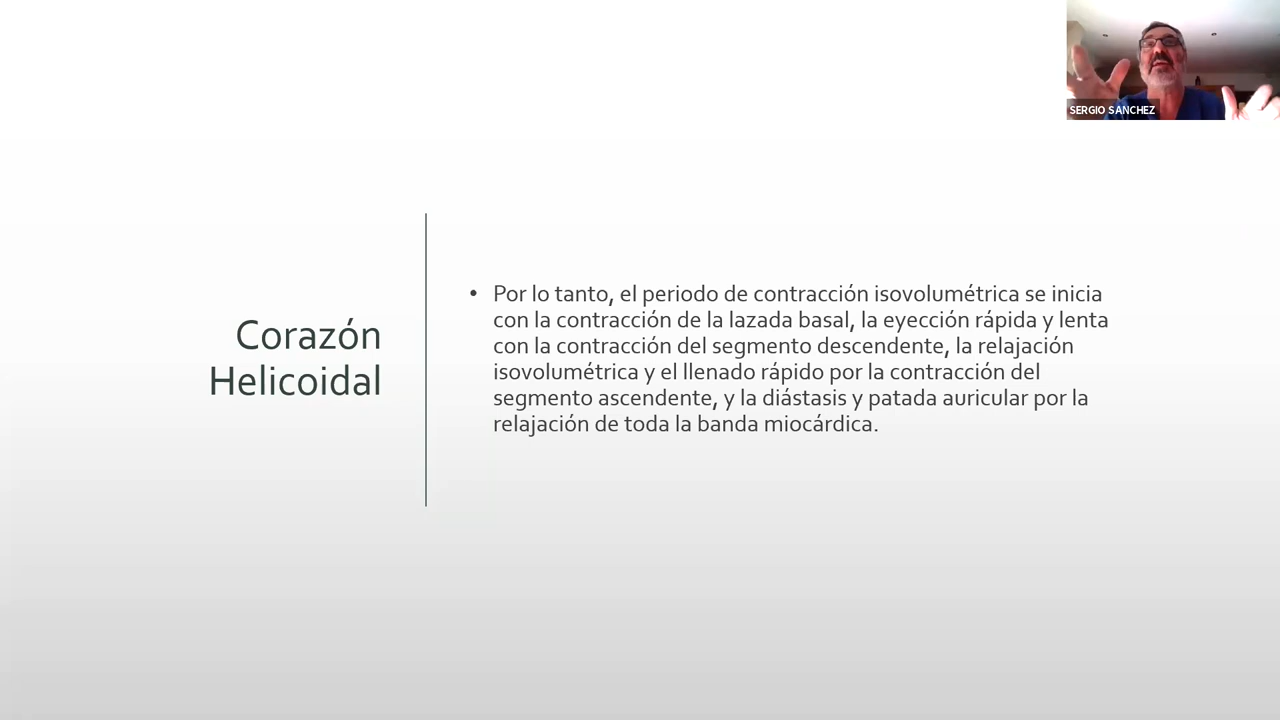 SERGIO SANCHEZ
Corazón
Helicoidal
• Por lo tanto, el periodo de contracción isovolumétrica se inicia
con la contracción de la lazada basal, la eyección rápida y lenta
con la contracción del segmento descendente, la relajación
isovolumétrica y el llenado rápido por la contracción del
segmento ascendente, y la diástasis y patada auricular por la
relajación de toda la banda miocárdica.